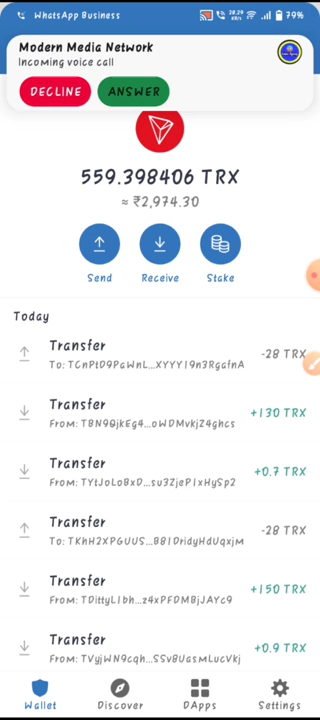 WhatsApp Business
28.29 KB/S
79%
Modern Media Network
Incoming voice call
DECLINE
ANSWER
559.398406 TRX
≈ ₹2,974.30
Send
Receive
Stake
Today
Transfer
-28 TRX
To: TCnPtD9PaWnL...XYYY19n3RgafnA
Transfer
+130 TRX
From: TBN9QjkEg4...oWDMvkjZ4ghcs
Transfer
+0.7 TRX
From: TYtJoLoBxD...su3ZjeP1xHySp2
Transfer
-28 TRX
To: TKhH2XPGUUS...BB1DridyHdUqxjM
Transfer
+150 TRX
From: TDittyL1bh...z4xPFDMBjJAYc9
Transfer
+0.9 TRX
From: TVyjWN9cqh...SSvBUasMLucVkj
Wallet
Discover
DApps
Settings